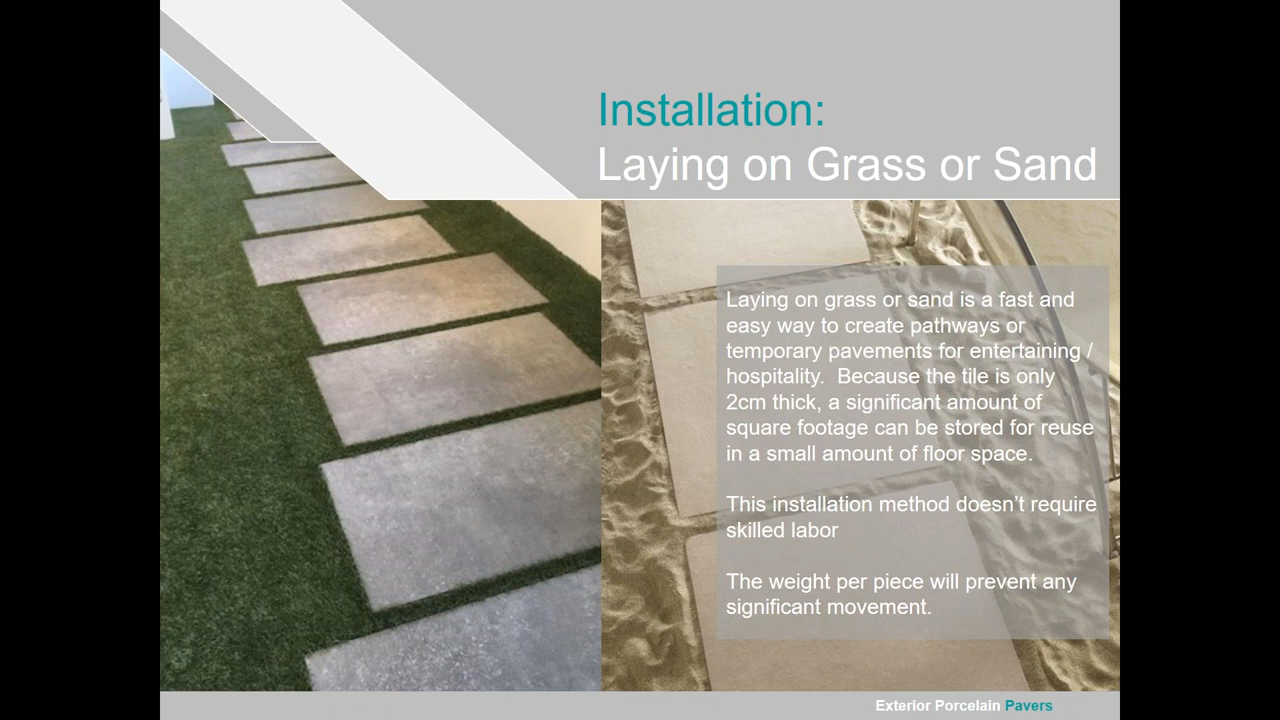 Installation:
Laying on Grass or Sand
Laying on grass or sand is a fast and
easy way to create pathways or
temporary pavements for entertaining /
hospitality.  Because the tile is only
2cm thick, a significant amount of
square footage can be stored for reuse
in a small amount of floor space.
This installation method doesn’t require
skilled labor
The weight per piece will prevent any
significant movement.
Exterior Porcelain Pavers